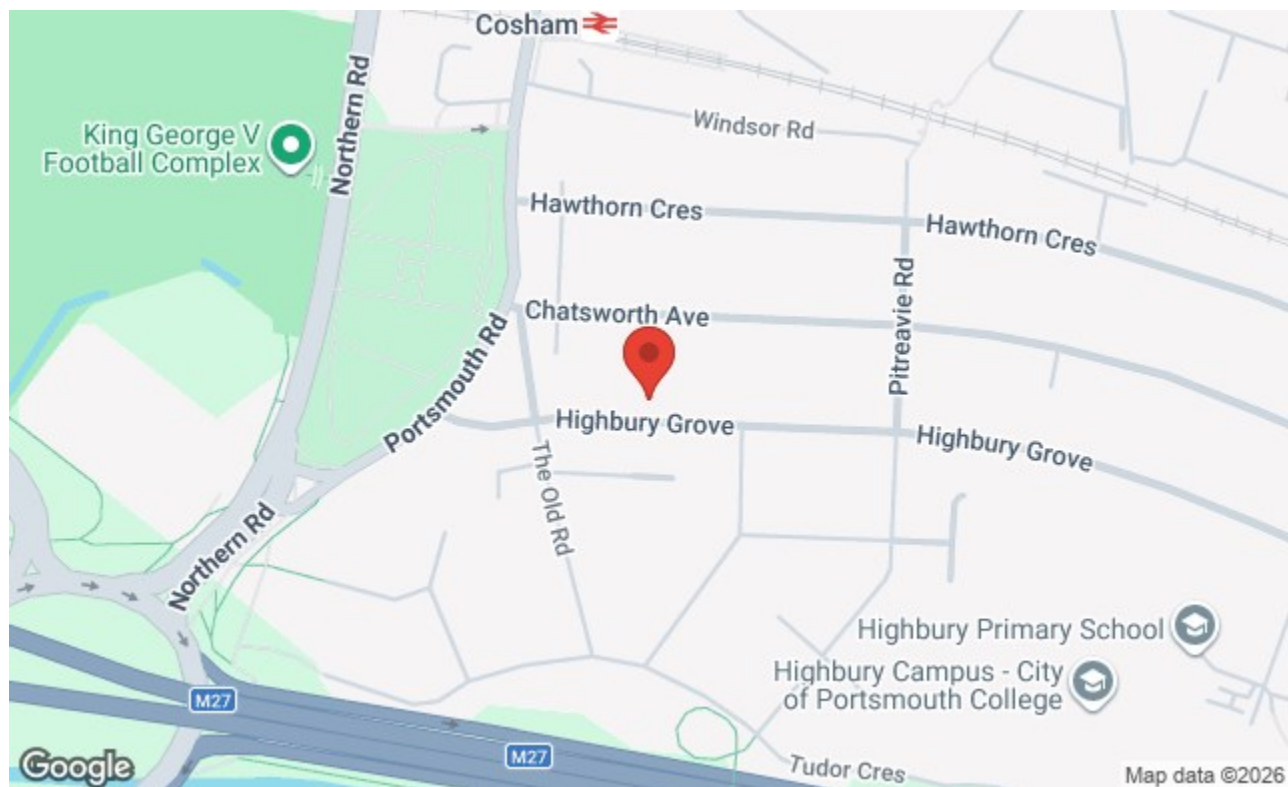 Cosham
Northern Rd
King George V
Football Complex
Windsor Rd
Hawthorn Cres
Hawthorn Cres
Pitreavie Rd
Chatsworth Ave
Portsmouth Rd
Highbury Grove
Highbury Grove
The Old Rd
Northern Rd
Highbury Primary School
Highbury Campus - City
of Portsmouth College
M27
M27
Tudor Cres
Google
Map data ©2026